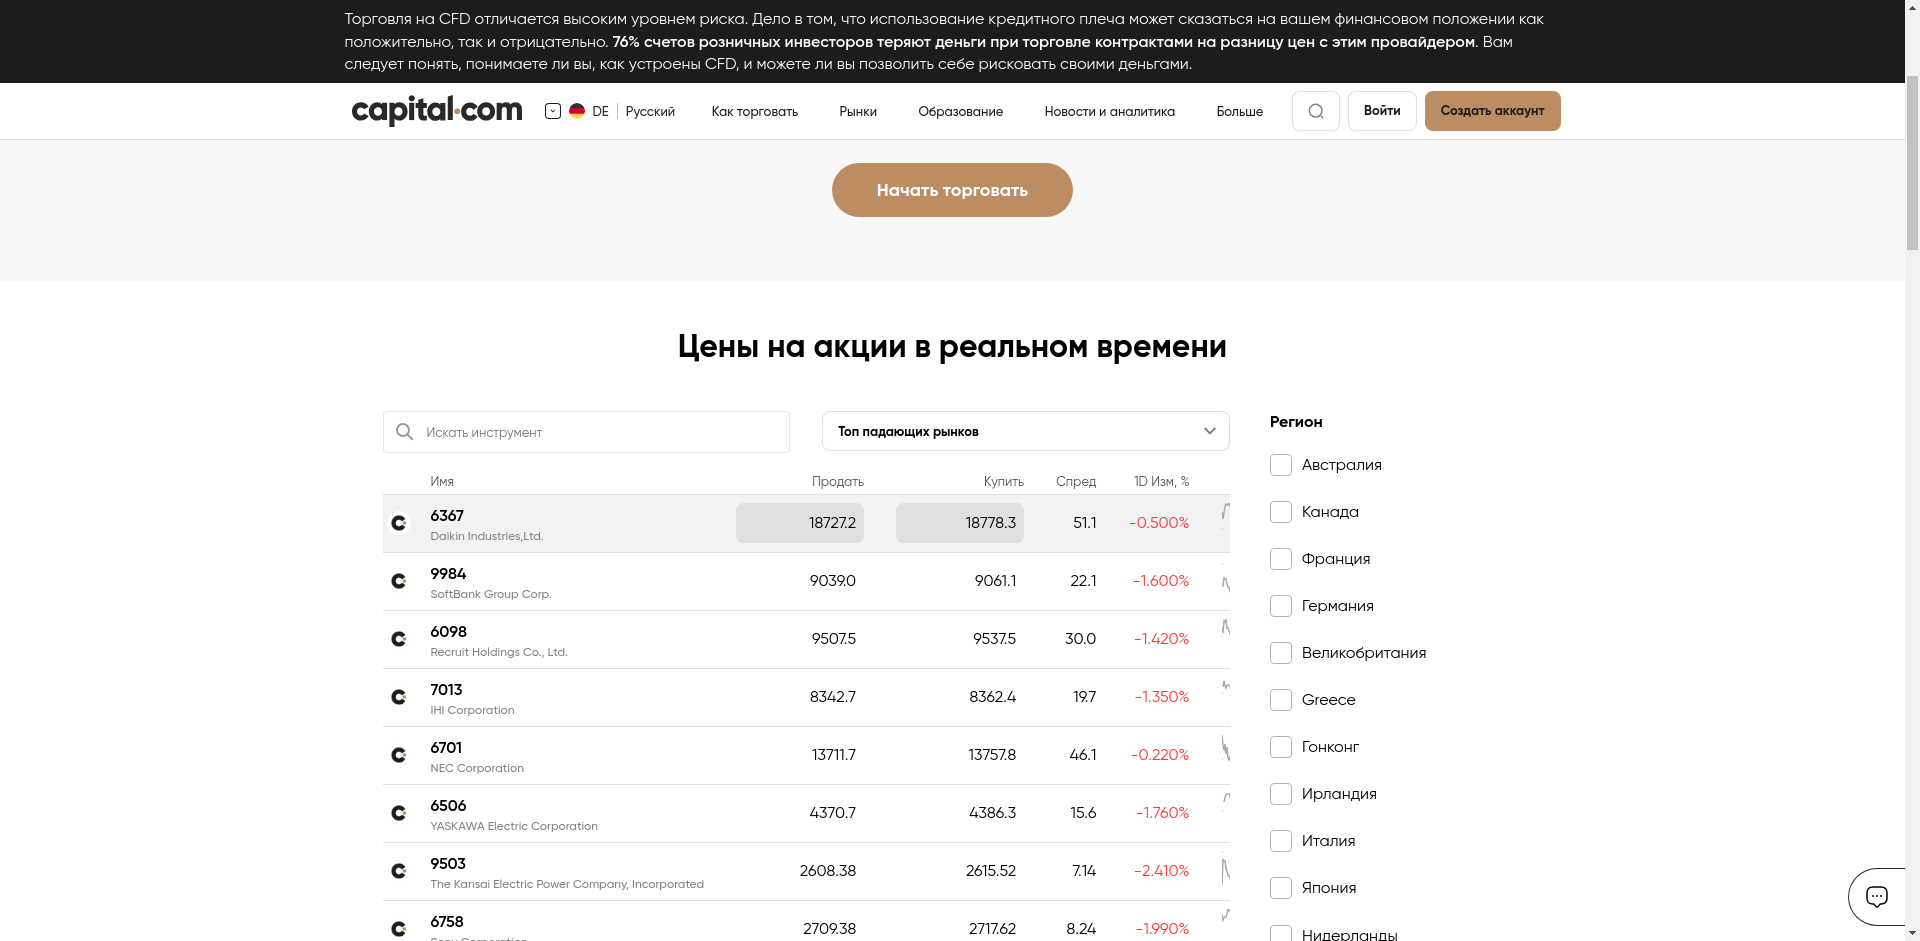 Торговля на CFD отличается высоким уровнем риска. Дело в том, что использование кредитного плеча может сказаться на вашем финансовом положении как
положительно, так и отрицательно. 76% счетов розничных инвесторов теряют деньги при торговле контрактами на разницу цен с этим провайдером. Вам
следует понять, понимаете ли вы, как устроены CFD, и можете ли вы позволить себе рисковать своими деньгами.
capital.com DE Русский Как торговать Рынки Образование Новости и аналитика Больше Войти Создать аккаунт
Начать торговать
Цены на акции в реальном времени
Искать инструмент Топ падающих рынков
Имя Продать Купить Спред 1D Изм, %
6367 18727.2 18778.3 51.1 -0.500%
Daikin Industries,Ltd.
9984 9039.0 9061.1 22.1 -1.600%
SoftBank Group Corp.
6098 9507.5 9537.5 30.0 -1.420%
Recruit Holdings Co., Ltd.
7013 8342.7 8362.4 19.7 -1.350%
IHI Corporation
6701 13711.7 13757.8 46.1 -0.220%
NEC Corporation
6506 4370.7 4386.3 15.6 -1.760%
YASKAWA Electric Corporation
9503 2608.38 2615.52 7.14 -2.410%
The Kansai Electric Power Company, Incorporated
6758 2709.38 2717.62 8.24 -1.990%
Sony Corporation
Регион
Австралия
Канада
Франция
Германия
Великобритания
Greece
Гонконг
Ирландия
Италия
Япония
Нидерланды